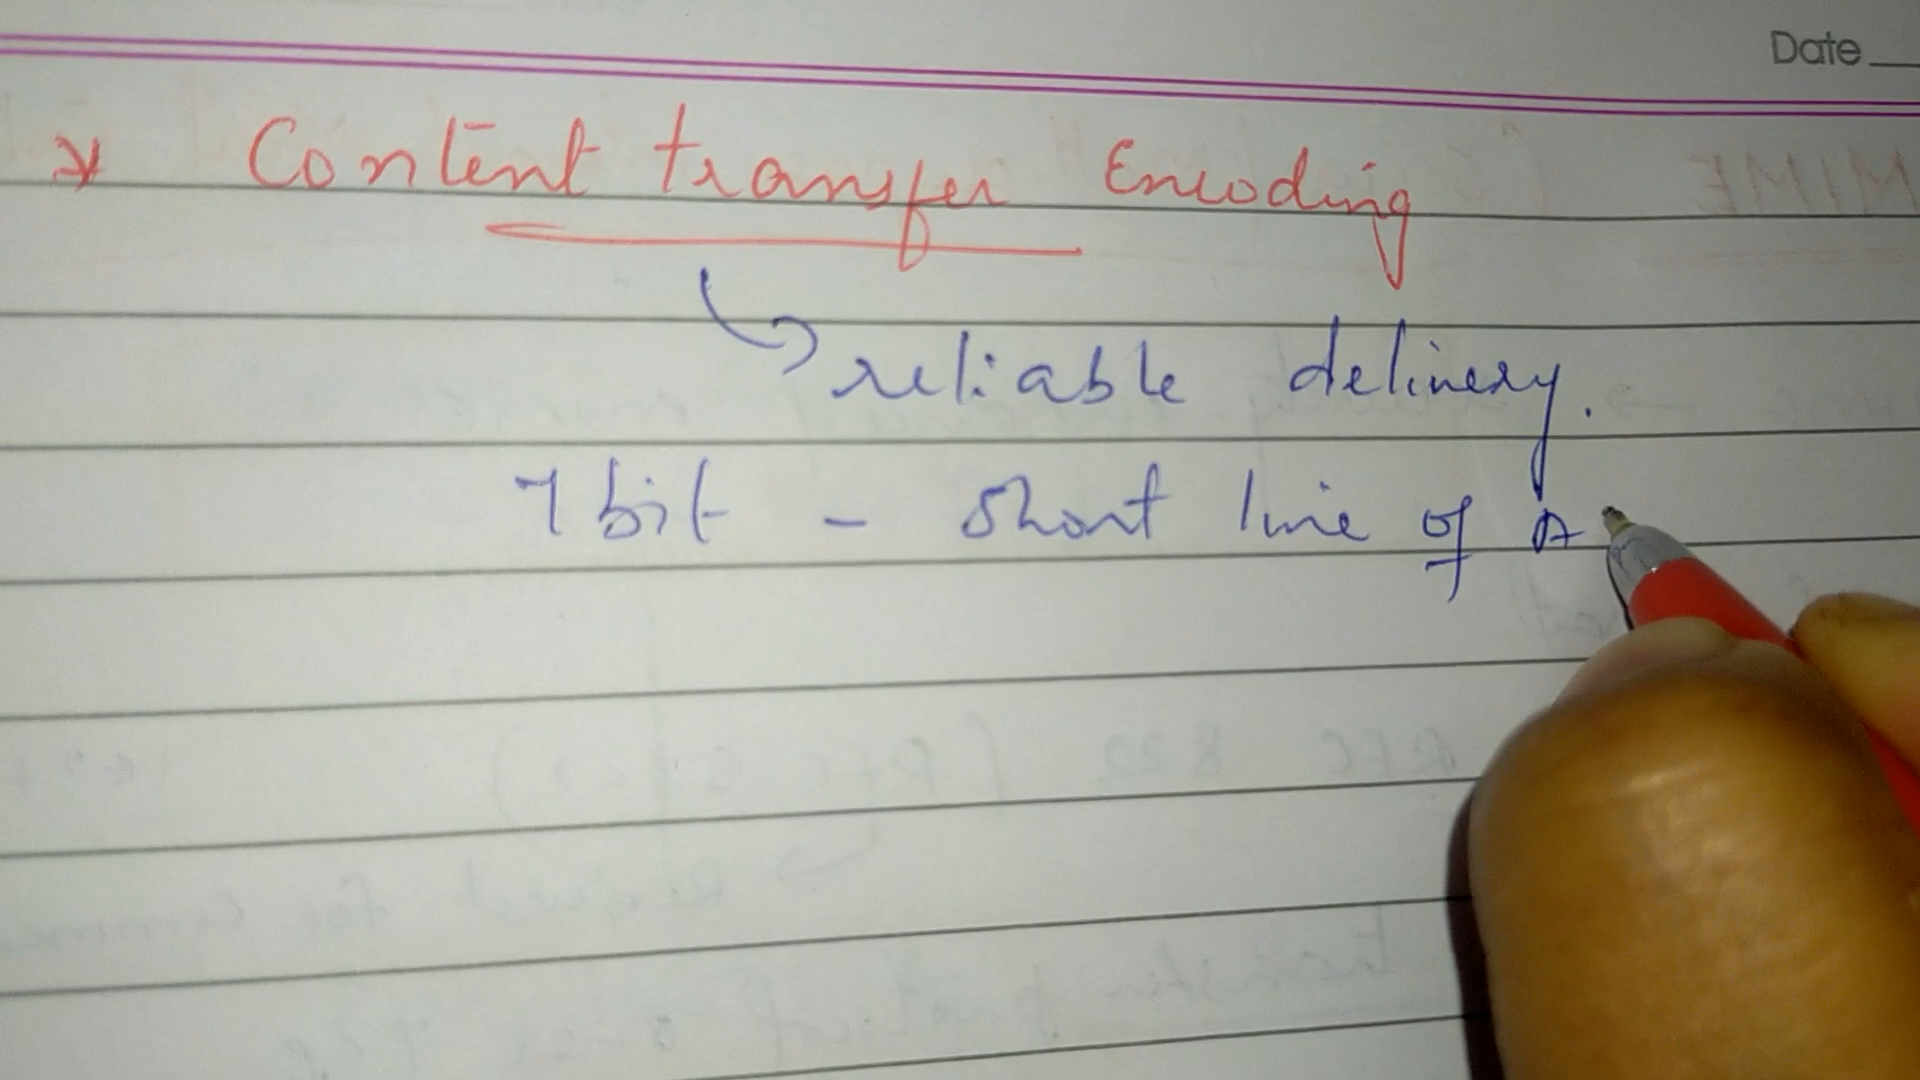 Date
* Content transfer Encoding
reliable delivery.
7 bit - short line of A